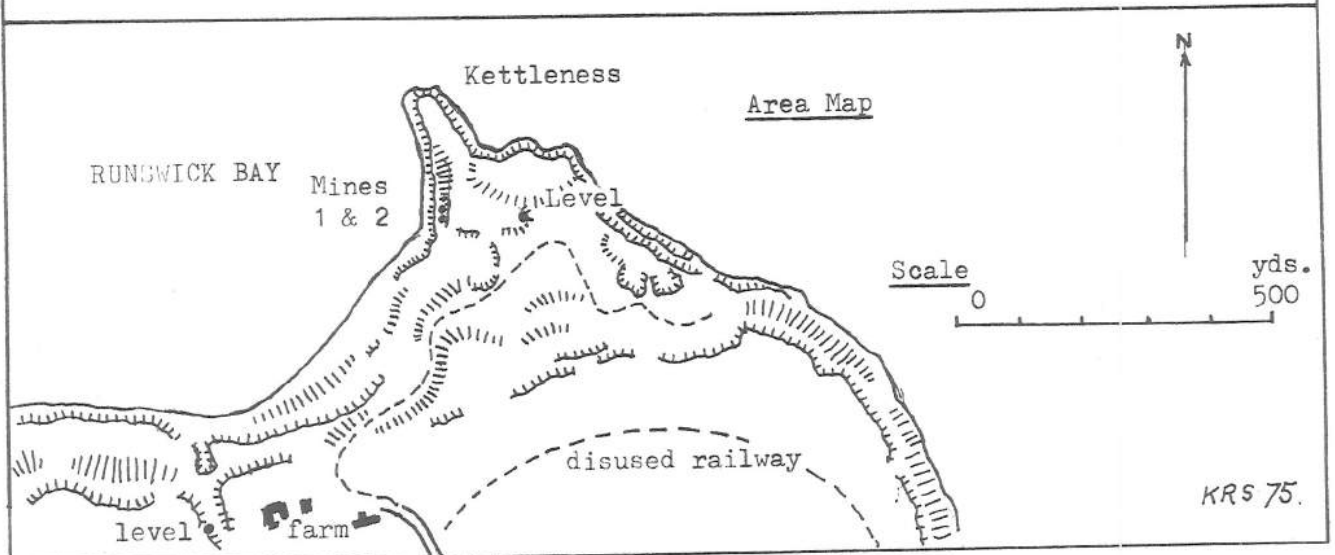 N
Kettleness
Area Map
RUNSWICK BAY
Mines
1 & 2
Level
Scale
yds.
0
500
disused railway
level
farm
KRS 75.